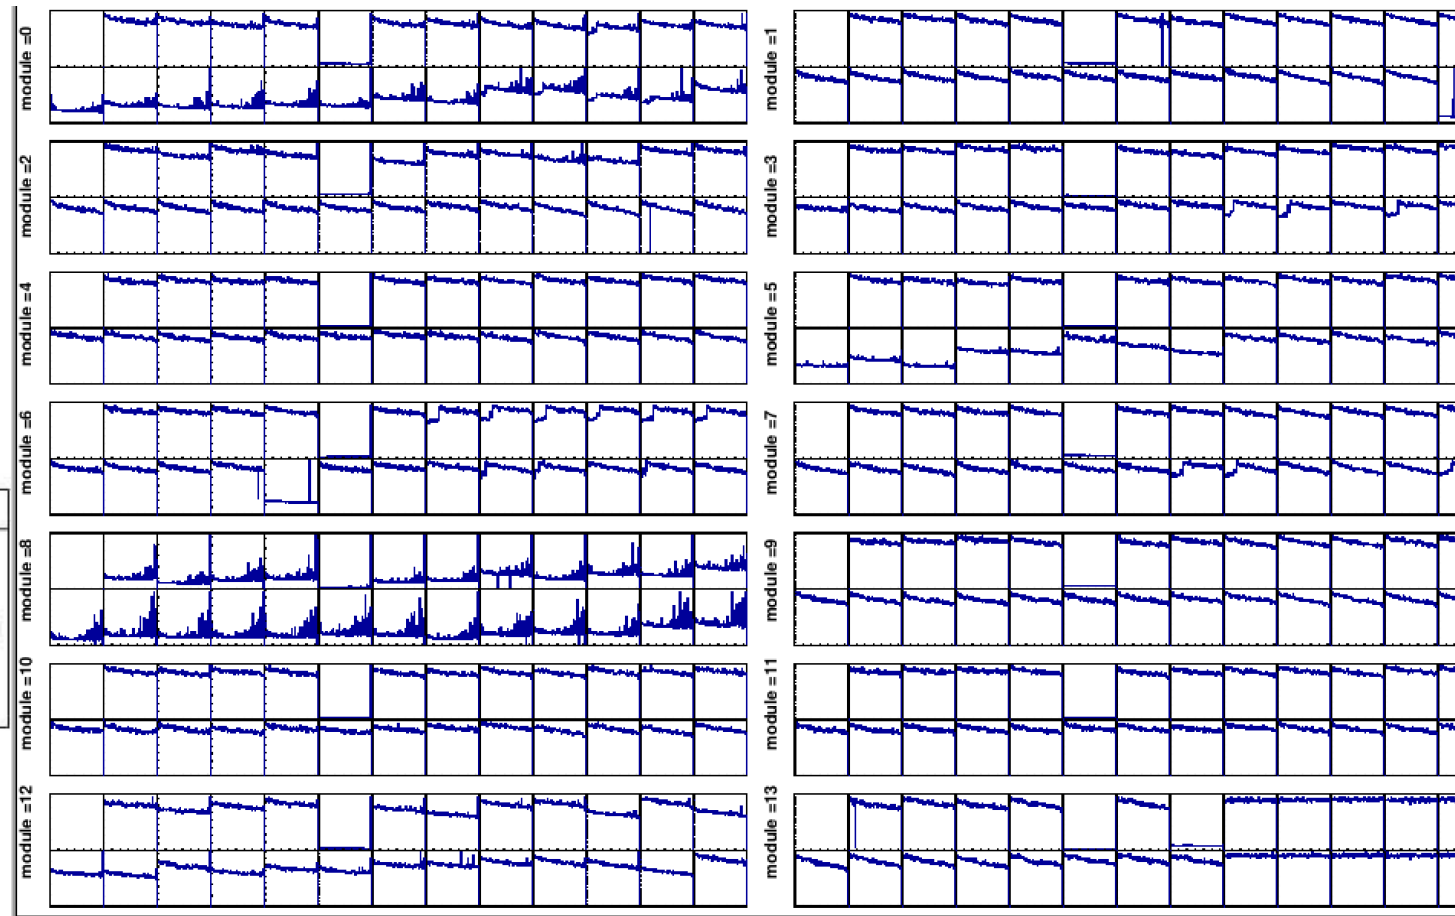 module =0
module =1
module =2
module =3
module =4
module =5
module =6
module =7
module =8
module =9
module =10
module =11
module =12
module =13